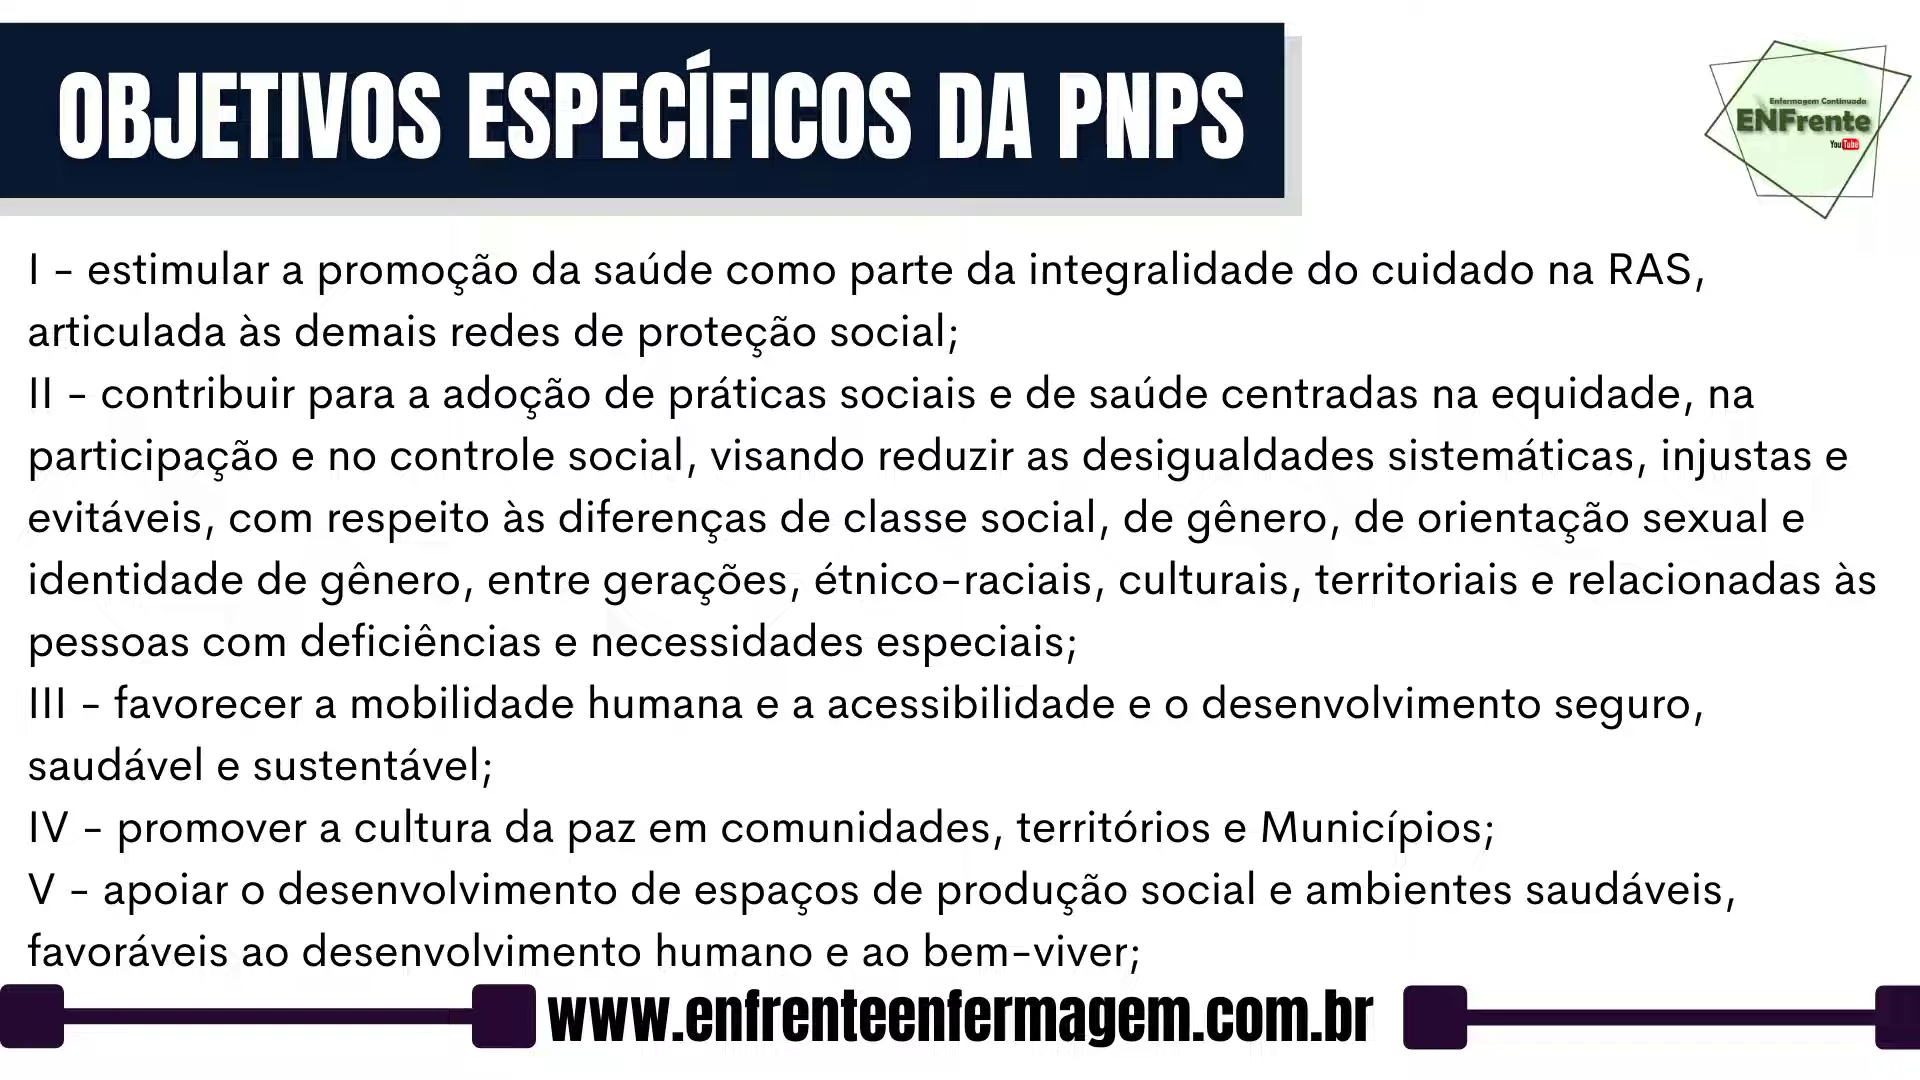 OBJETIVOS ESPECÍFICOS DA PNPS
Enfermagem Continuada
ENFrente
YouTube
I - estimular a promoção da saúde como parte da integralidade do cuidado na RAS,
articulada às demais redes de proteção social;
II - contribuir para a adoção de práticas sociais e de saúde centradas na equidade, na
participação e no controle social, visando reduzir as desigualdades sistemáticas, injustas e
evitáveis, com respeito às diferenças de classe social, de gênero, de orientação sexual e
identidade de gênero, entre gerações, étnico-raciais, culturais, territoriais e relacionadas às
pessoas com deficiências e necessidades especiais;
III - favorecer a mobilidade humana e a acessibilidade e o desenvolvimento seguro,
saudável e sustentável;
IV - promover a cultura da paz em comunidades, territórios e Municípios;
V - apoiar o desenvolvimento de espaços de produção social e ambientes saudáveis,
favoráveis ao desenvolvimento humano e ao bem-viver;
www.enfrenteenfermagem.com.br